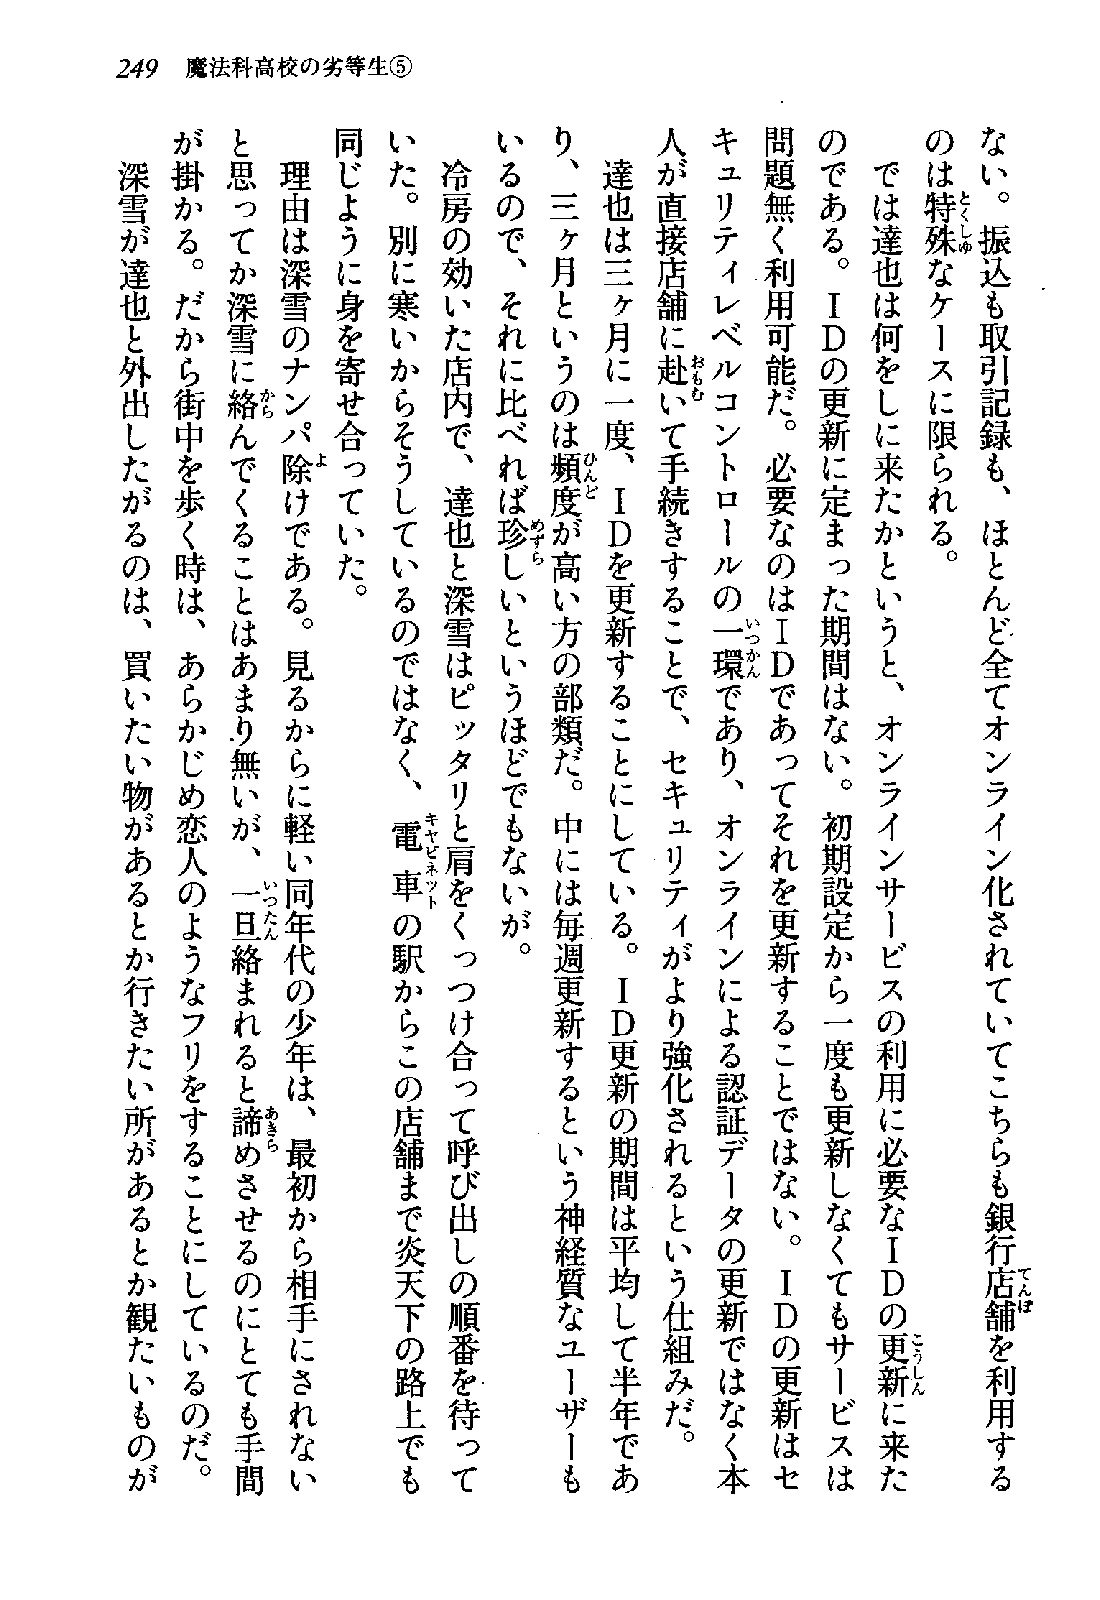 249 魔法科高校の劣等生⑤
ない。振込も取引記録も、ほとんど全てオンライン化されていてこちらも銀行店舗を利用する
のは特殊なケースに限られる。
では達也は何をしに来たかというと、オンラインサービスの利用に必要なＩＤの更新に来た
のである。ＩＤの更新に定まった期間はない。初期設定から一度も更新しなくてもサービスは
問題無く利用可能だ。必要なのはＩＤであってそれを更新することではない。ＩＤの更新はセ
キュリティレベルコントロールの一環であり、オンラインによる認証データの更新ではなく本
人が直接店舗に赴いて手続きすることで、セキュリティがより強化されるという仕組みだ。
達也は三ヶ月に一度、ＩＤを更新することにしている。ＩＤ更新の期間は平均して半年であ
り、三ヶ月というのは頻度が高い方の部類だ。中には毎週更新するという神経質なユーザーも
いるので、それに比べれば珍しいというほどでもないが。
冷房の効いた店内で、達也と深雪はピッタリと肩をくっつけ合って呼び出しの順番を待って
いた。別に寒いからそうしているのではなく、電車の駅からこの店舗まで炎天下の路上でも
同じように身を寄せ合っていた。
理由は深雪のナンパ除けである。見るからに軽い同年代の少年は、最初から相手にされない
と思ってか深雪に絡んでくることはあまり無いが、一旦絡まれると諦めさせるのにとても手間
が掛かる。だから街中を歩く時は、あらかじめ恋人のようなフリをすることにしているのだ。
深雪が達也と外出したがるのは、買いたい物があるとか行きたい所があるとか観たいものが